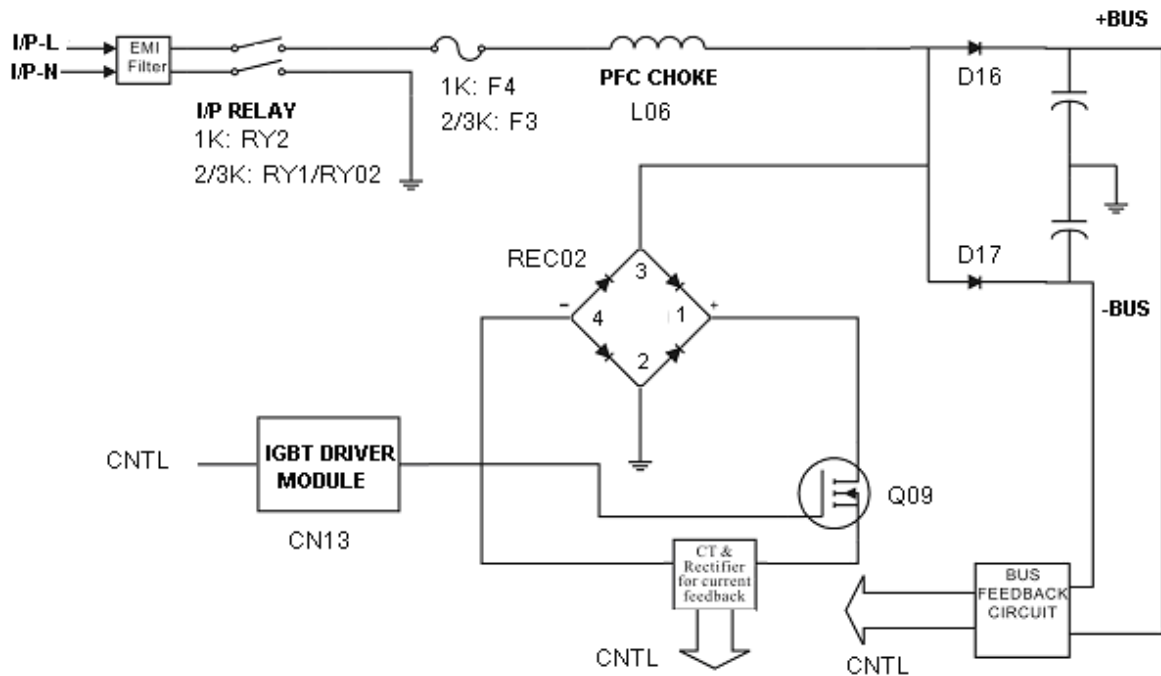 +BUS
I/P-L
I/P-N
EMI
Filter
I/P RELAY
1K: RY2
2/3K: RY1/RY02
1K: F4
2/3K: F3
PFC CHOKE
L06
D16
D17
-BUS
REC02
3
-
4
1
+
2
CNTL
IGBT DRIVER
MODULE
CN13
Q09
CT &
Rectifier
for current
feedback
CNTL
BUS
FEEDBACK
CIRCUIT
CNTL